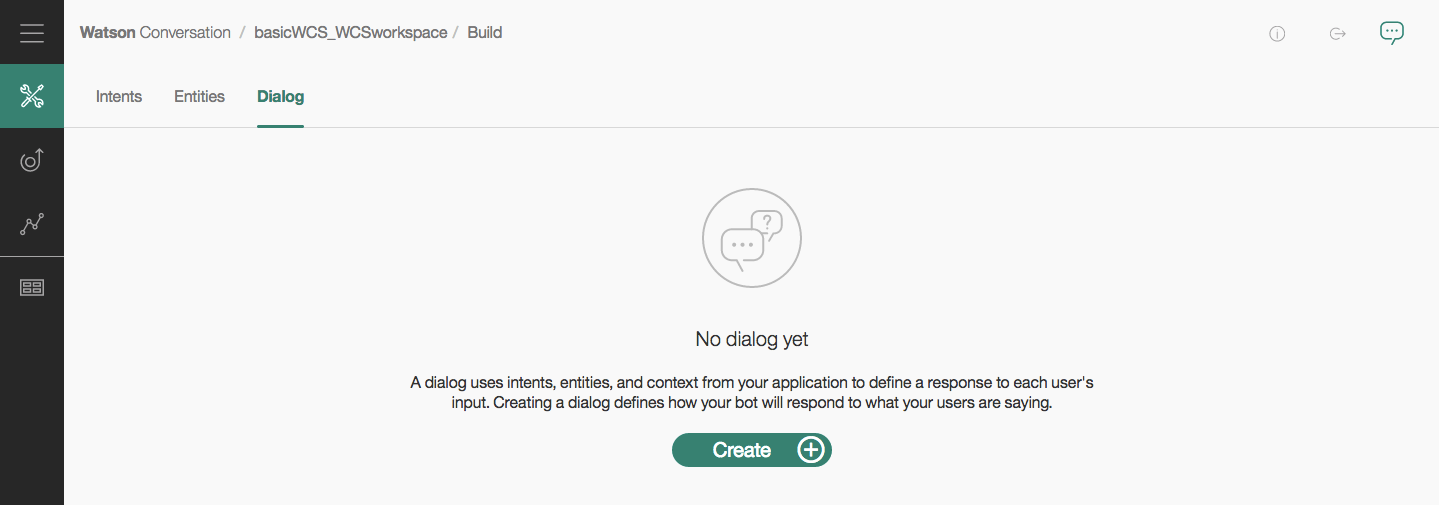 Watson Conversation / basicWCS_WCSworkspace / Build
Intents Entities Dialog
?
No dialog yet
A dialog uses intents, entities, and context from your application to define a response to each user's
input. Creating a dialog defines how your bot will respond to what your users are saying.
Create